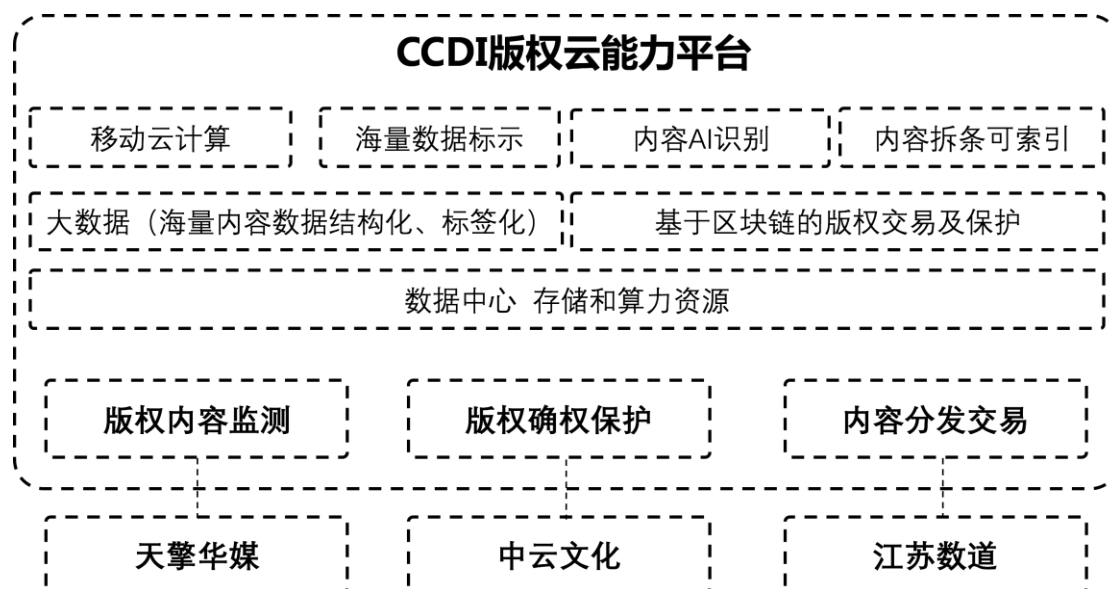 CCDI版权云能力平台
移动云计算
海量数据标示
内容AI识别
内容拆条可索引
大数据（海量内容数据结构化、标签化）
基于区块链的版权交易及保护
数据中心 存储和算力资源
版权内容监测
版权确权保护
内容分发交易
天擎华媒
中云文化
江苏数道